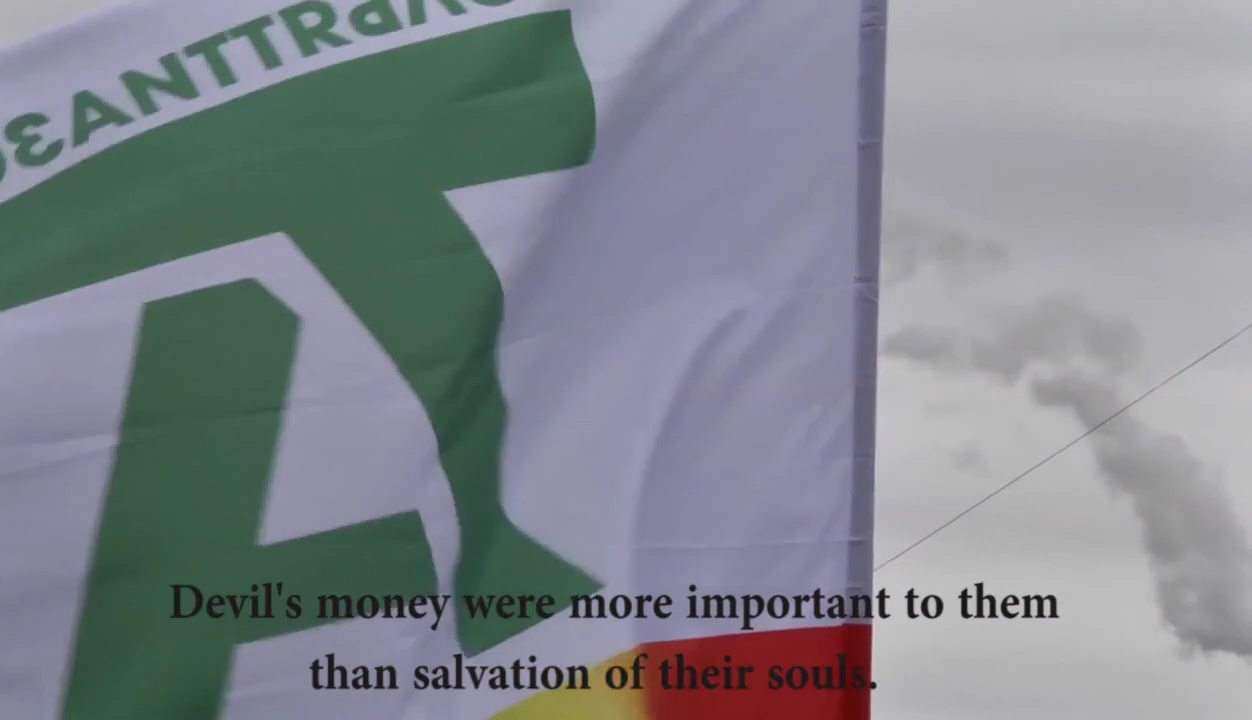 Devil's money were more important to them
than salvation of their souls.